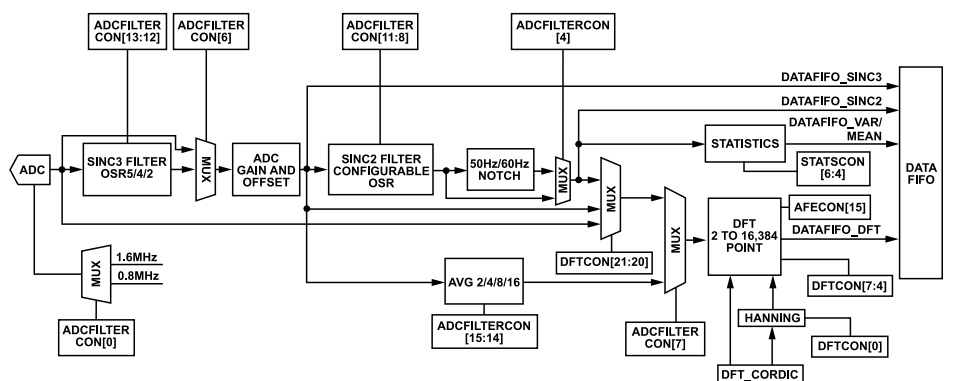 ADCFILTER
CON[13:12]
ADCFILTER
CON[6]
ADCFILTER
CON[11:8]
ADCFILTERCON
[4]
DATAFIFO_SINC3
DATAFIFO_SINC2
DATAFIFO_VAR/
MEAN
ADC
SINC3 FILTER
OSR5/4/2
MUX
ADC
GAIN AND
OFFSET
SINC2 FILTER
CONFIGURABLE
OSR
50Hz/60Hz
NOTCH
MUX
STATISTICS
STATSCON
[6:4]
DATA
FIFO
MUX
MUX
DFT
2 TO 16,384
POINT
AFECON[15]
DATAFIFO_DFT
MUX
1.6MHz
0.8MHz
DFTCON[21:20]
AVG 2/4/8/16
DFTCON[7:4]
ADCFILTER
CON[0]
ADCFILTERCON
[15:14]
ADCFILTER
CON[7]
HANNING
DFTCON[0]
DFT_CORDIC